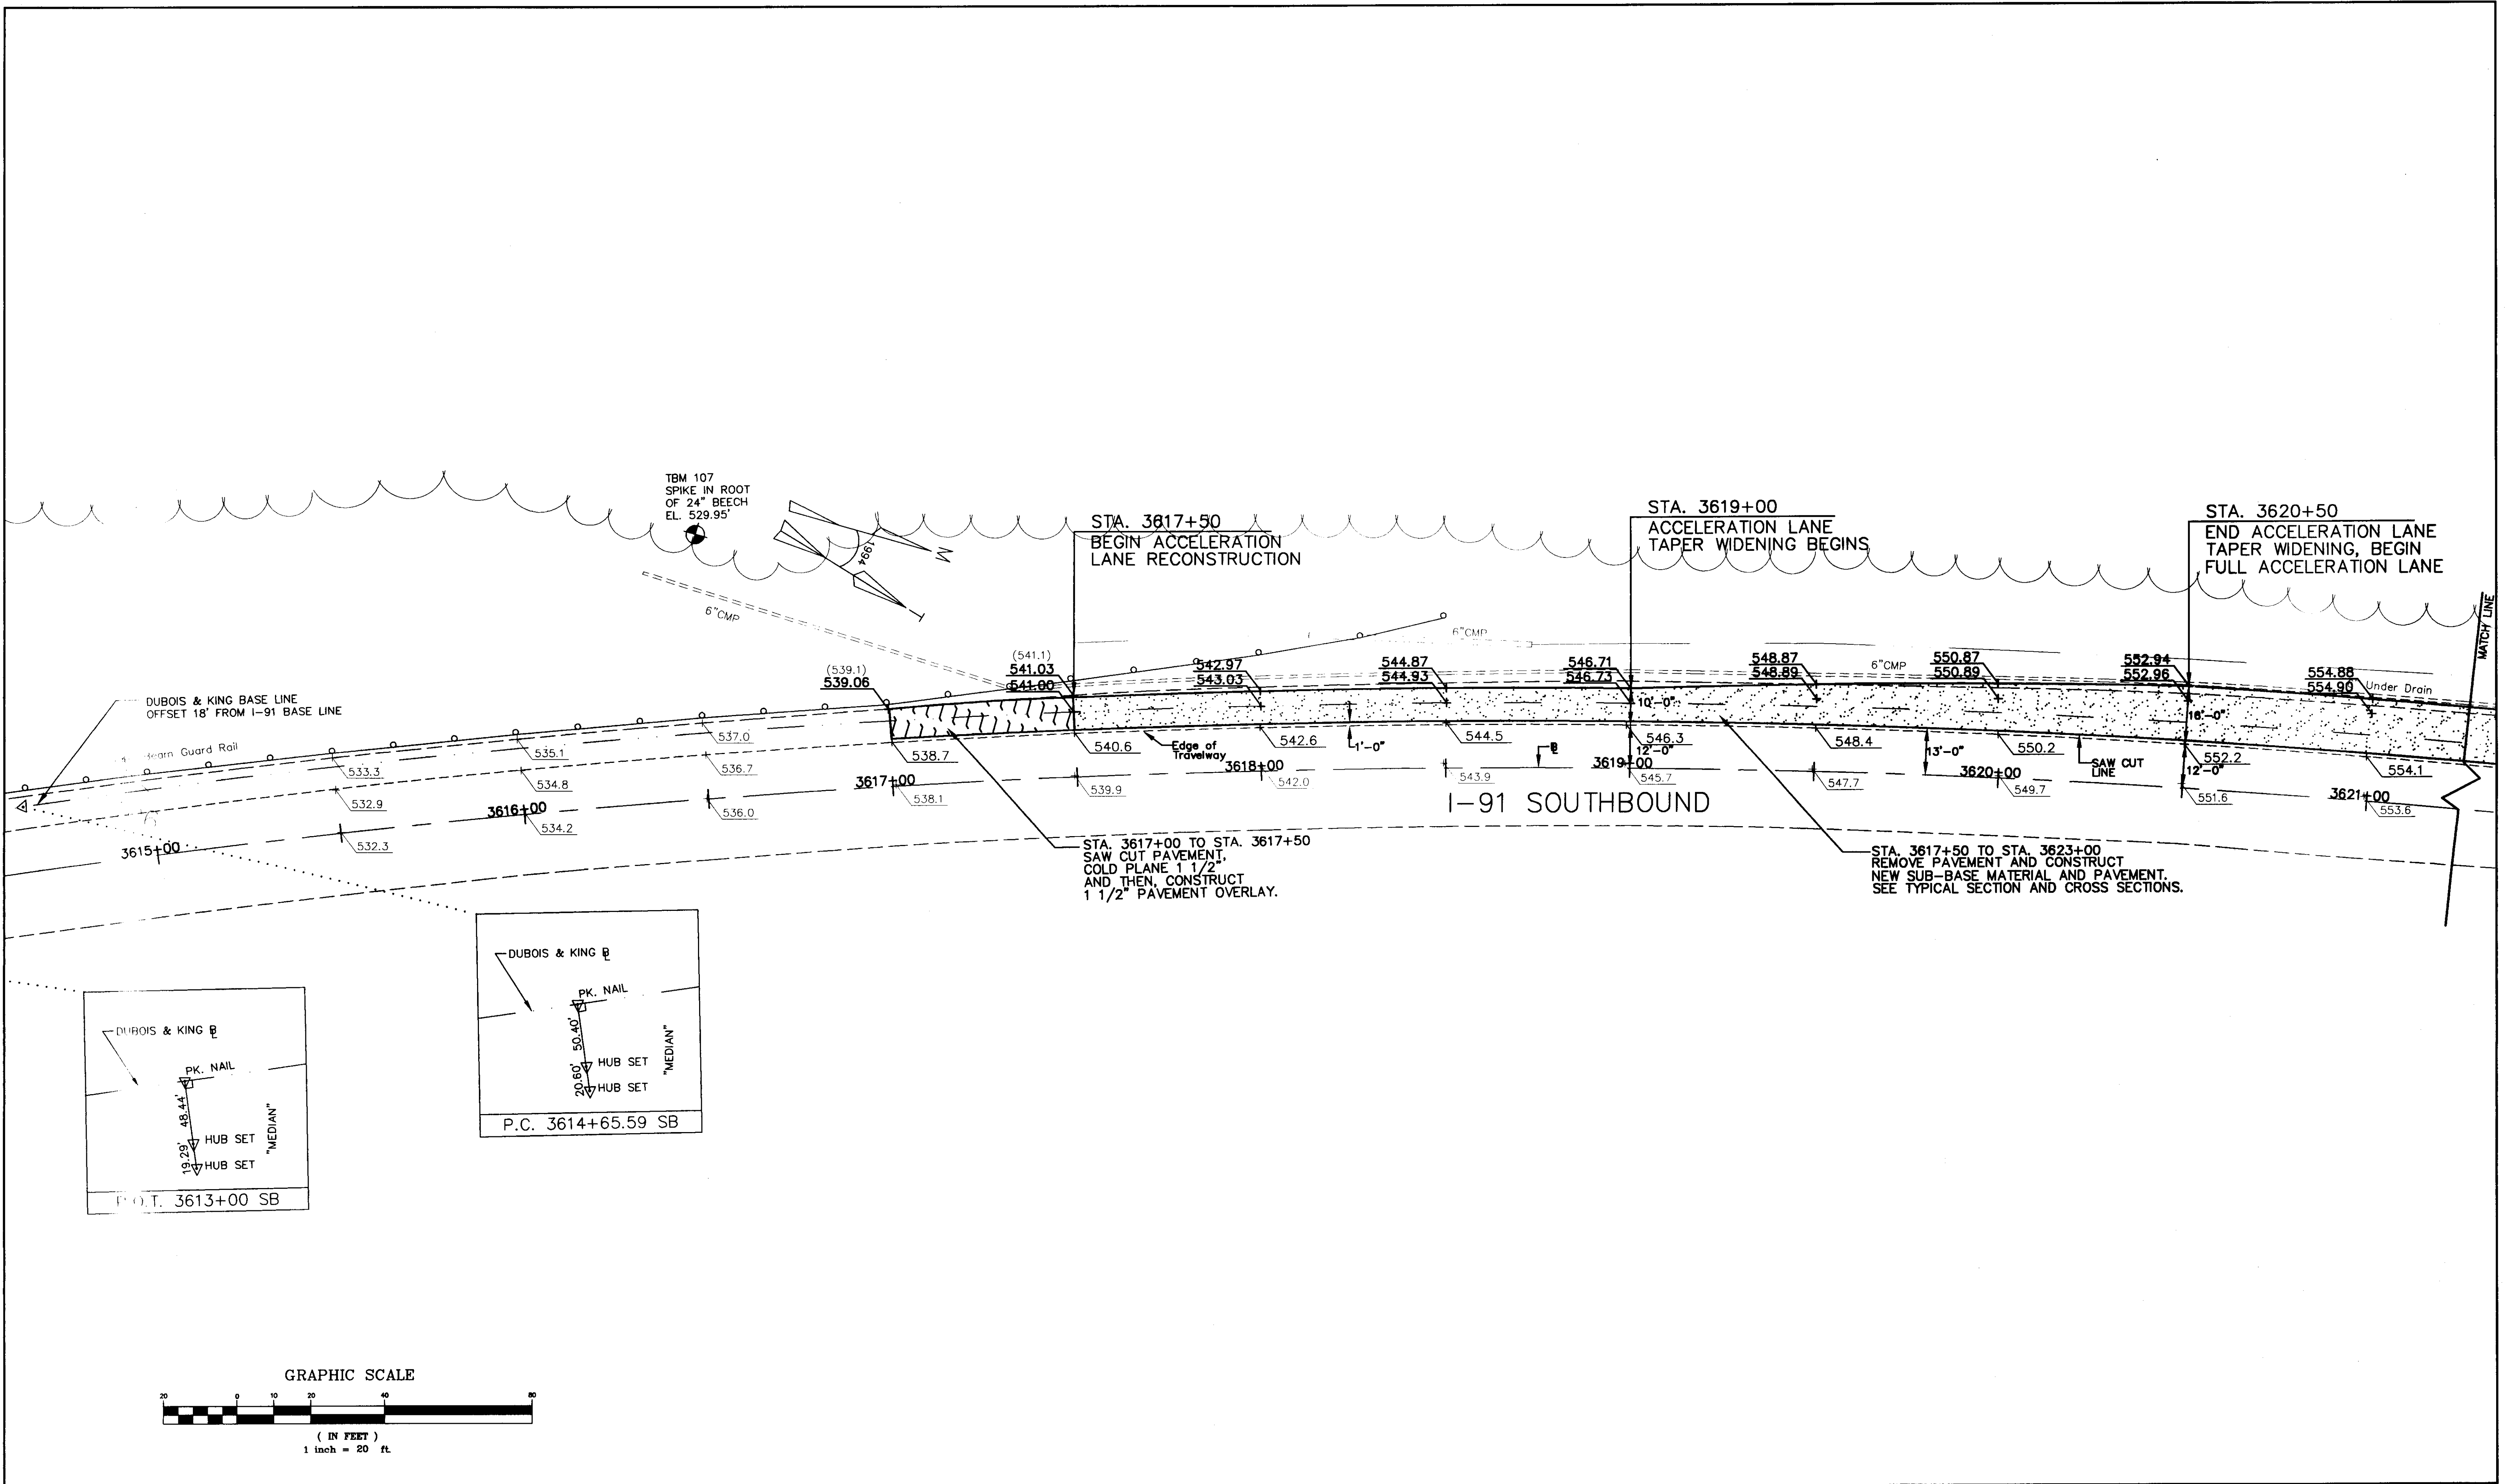 TBM 107
SPIKE IN ROOT
OF 24" BEECH
EL. 529.95'
1994
M
6"CMP
STA. 3617+50
BEGIN ACCELERATION
LANE RECONSTRUCTION
STA. 3619+00
ACCELERATION LANE
TAPER WIDENING BEGINS
STA. 3620+50
END ACCELERATION LANE
TAPER WIDENING, BEGIN
FULL ACCELERATION LANE
MATCH LINE
6"CMP
6"CMP
Under Drain
(539.1)
539.06
(541.1)
541.03
541.00
542.97
543.03
544.87
544.93
546.71
546.73
548.87
548.89
550.87
550.89
552.94
552.96
554.88
554.90
DUBOIS & KING BASE LINE
OFFSET 18' FROM I-91 BASE LINE
Guard Rail
533.3
535.1
537.0
538.7
540.6
Edge of
Travelway
542.6
1'-0"
544.5
10'-0"
546.3
548.4
13'-0"
550.2
SAW CUT
LINE
16'-0"
552.2
554.1
532.9
534.8
536.7
3615+00
532.3
3616+00
534.2
536.0
3617+00
538.1
539.9
3618+00
542.0
543.9
3619+00
12'-0"
545.7
547.7
3620+00
549.7
12'-0"
551.6
3621+00
553.6
I-91 SOUTHBOUND
STA. 3617+00 TO STA. 3617+50
SAW CUT PAVEMENT,
COLD PLANE 1 1/2"
AND THEN, CONSTRUCT
1 1/2" PAVEMENT OVERLAY.
STA. 3617+50 TO STA. 3623+00
REMOVE PAVEMENT AND CONSTRUCT
NEW SUB-BASE MATERIAL AND PAVEMENT.
SEE TYPICAL SECTION AND CROSS SECTIONS.
DUBOIS & KING BL
PK. NAIL
50.40'
20.60'
HUB SET
HUB SET
"MEDIAN"
P.C. 3614+65.59 SB
DUBOIS & KING BL
PK. NAIL
48.44'
19.29'
HUB SET
HUB SET
"MEDIAN"
P.O.T. 3613+00 SB
GRAPHIC SCALE
20 0 10 20 40 80
( IN FEET )
1 inch = 20 ft.